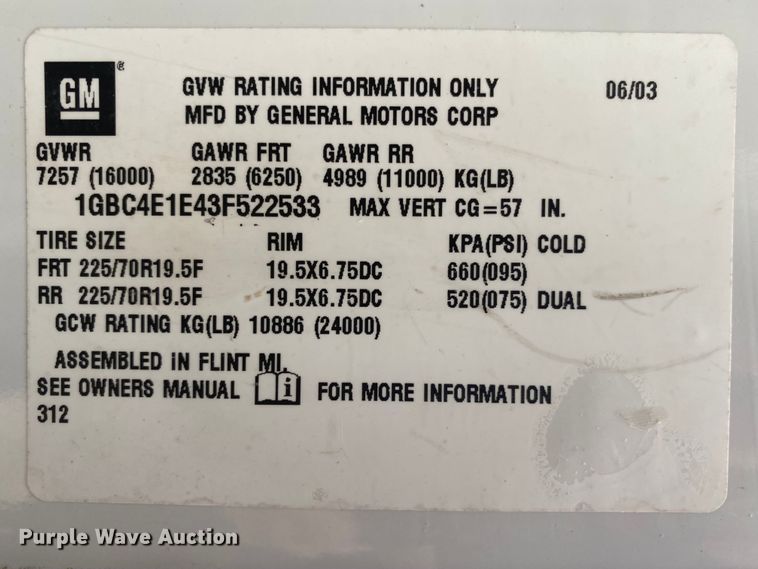 GM®
GVW RATING INFORMATION ONLY 06/03
MFD BY GENERAL MOTORS CORP
GVWR GAWR FRT GAWR RR
7257 (16000) 2835 (6250) 4989 (11000) KG(LB)
1GBC4E1E43F522533 MAX VERT CG=57 IN.
TIRE SIZE RIM KPA(PSI) COLD
FRT 225/70R19.5F 19.5X6.75DC 660(095)
RR 225/70R19.5F 19.5X6.75DC 520(075) DUAL
GCW RATING KG(LB) 10886 (24000)
ASSEMBLED iN FLINT MI.
SEE OWNERS MANUAL i FOR MORE INFORMATION
312
Purple Wave Auction